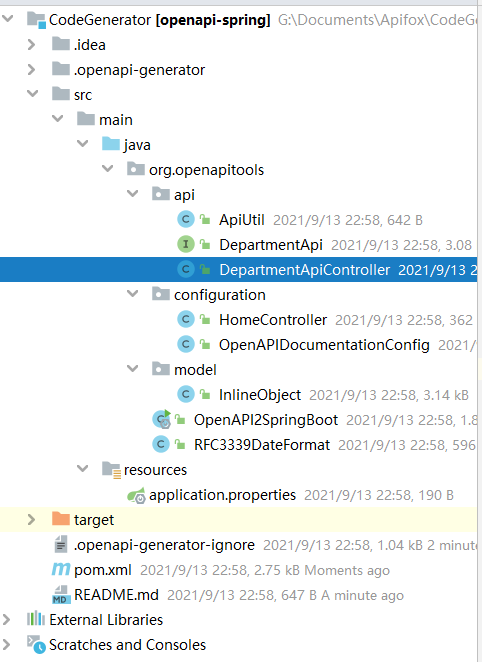 CodeGenerator [openapi-spring] G:\Documents\Apifox\CodeGe
.idea
.openapi-generator
src
main
java
org.openapitools
api
ApiUtil 2021/9/13 22:58, 642 B
DepartmentApi 2021/9/13 22:58, 3.08
DepartmentApiController 2021/9/13 2
configuration
HomeController 2021/9/13 22:58, 362
OpenAPIDocumentationConfig 2021/
model
InlineObject 2021/9/13 22:58, 3.14 kB
OpenAPI2SpringBoot 2021/9/13 22:58, 1.8
RFC3339DateFormat 2021/9/13 22:58, 596
resources
application.properties 2021/9/13 22:58, 190 B
target
.openapi-generator-ignore 2021/9/13 22:58, 1.04 kB 2 minute
pom.xml 2021/9/13 22:58, 2.75 kB Moments ago
README.md 2021/9/13 22:58, 647 B A minute ago
External Libraries
Scratches and Consoles